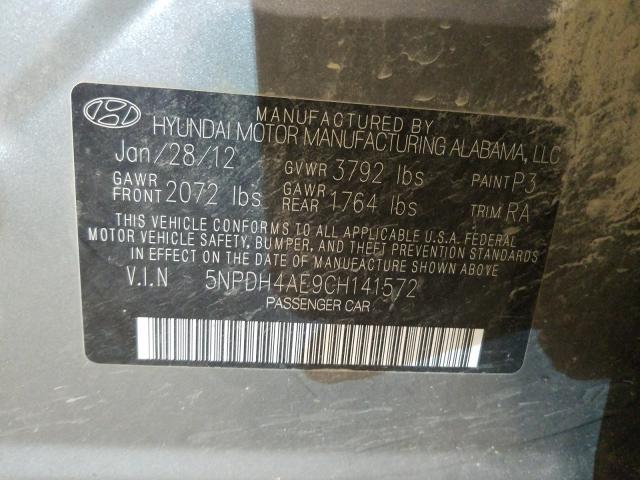 MANUFACTURED BY
HYUNDAI MOTOR MANUFACTURING ALABAMA, LLC
Jan/28/12 GVWR 3792 lbs PAINT P3
GAWR FRONT 2072 lbs GAWR REAR 1764 lbs TRIM RA
THIS VEHICLE CONFORMS TO ALL APPLICABLE U.S.A. FEDERAL
MOTOR VEHICLE SAFETY, BUMPER, AND THEFT PREVENTION STANDARDS
IN EFFECT ON THE DATE OF MANUFACTURE SHOWN ABOVE
V.I.N 5NPDH4AE9CH141572
PASSENGER CAR